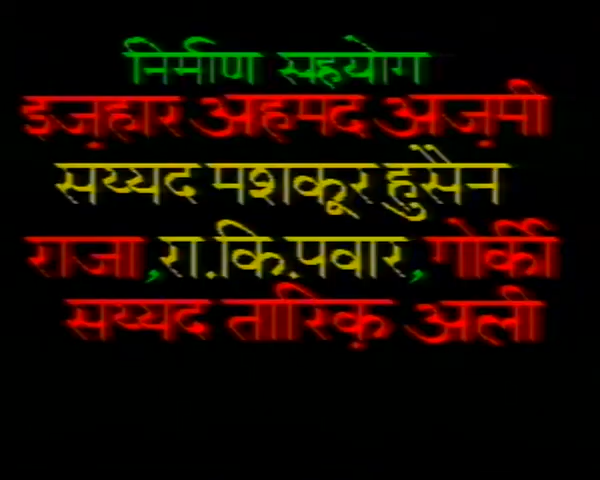 निर्माण सहयोग
इज़हार अहमद अज़मी
सय्यद मशकूर हुसैन
राजा, रा.कि.पवार, गोर्की
सय्यद तारिक़ अली